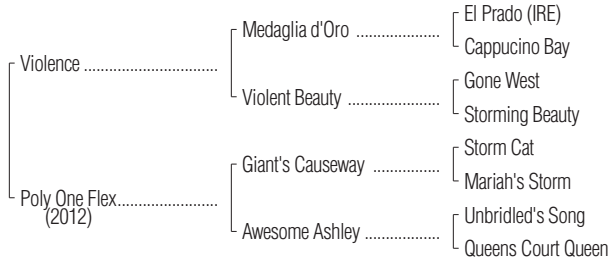 El Prado (IRE)
Medaglia d'Oro ....................
Cappucino Bay
Violence ................................
Gone West
Violent Beauty ......................
Storming Beauty
Storm Cat
Giant's Causeway ................
Mariah's Storm
Poly One Flex........................
(2012)
Unbridled's Song
Awesome Ashley ..................
Queens Court Queen